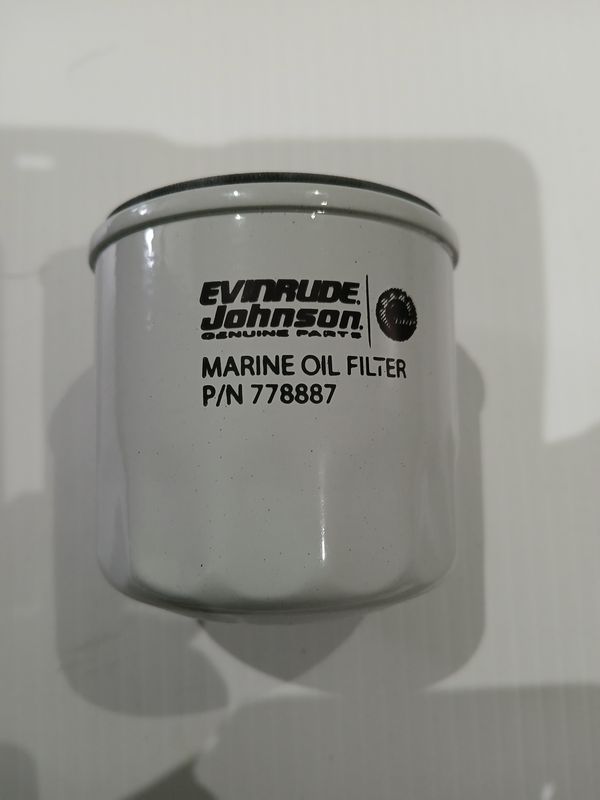 EVINRUDE.
Johnson.
GENUINE PARTS
MARINE OIL FILTER
P/N 778887